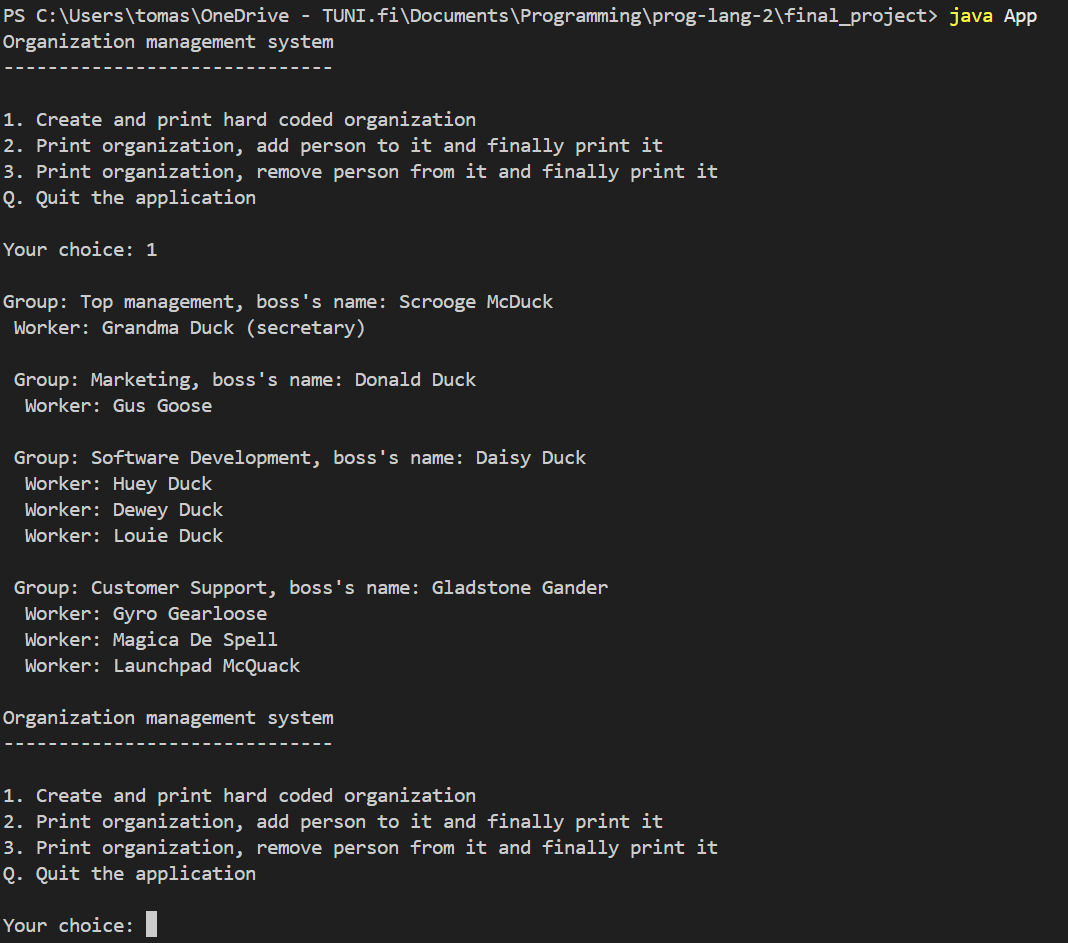 PS C:\Users\tomas\OneDrive - TUNI.fi\Documents\Programming\prog-lang-2\final_project> java App
Organization management system
------------------------------
1. Create and print hard coded organization
2. Print organization, add person to it and finally print it
3. Print organization, remove person from it and finally print it
Q. Quit the application
Your choice: 1
Group: Top management, boss's name: Scrooge McDuck
 Worker: Grandma Duck (secretary)
 Group: Marketing, boss's name: Donald Duck
  Worker: Gus Goose
 Group: Software Development, boss's name: Daisy Duck
  Worker: Huey Duck
  Worker: Dewey Duck
  Worker: Louie Duck
 Group: Customer Support, boss's name: Gladstone Gander
  Worker: Gyro Gearloose
  Worker: Magica De Spell
  Worker: Launchpad McQuack
Organization management system
------------------------------
1. Create and print hard coded organization
2. Print organization, add person to it and finally print it
3. Print organization, remove person from it and finally print it
Q. Quit the application
Your choice: